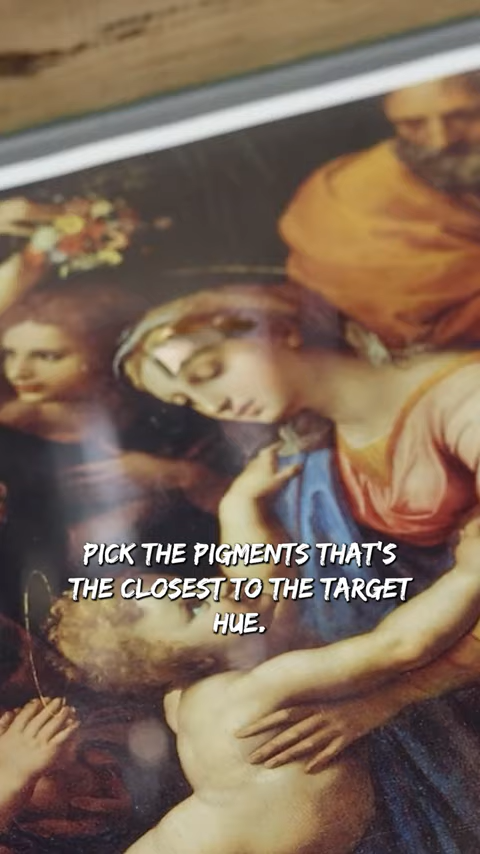 PICK THE PIGMENTS THAT'S
THE CLOSEST TO THE TARGET
HUE.